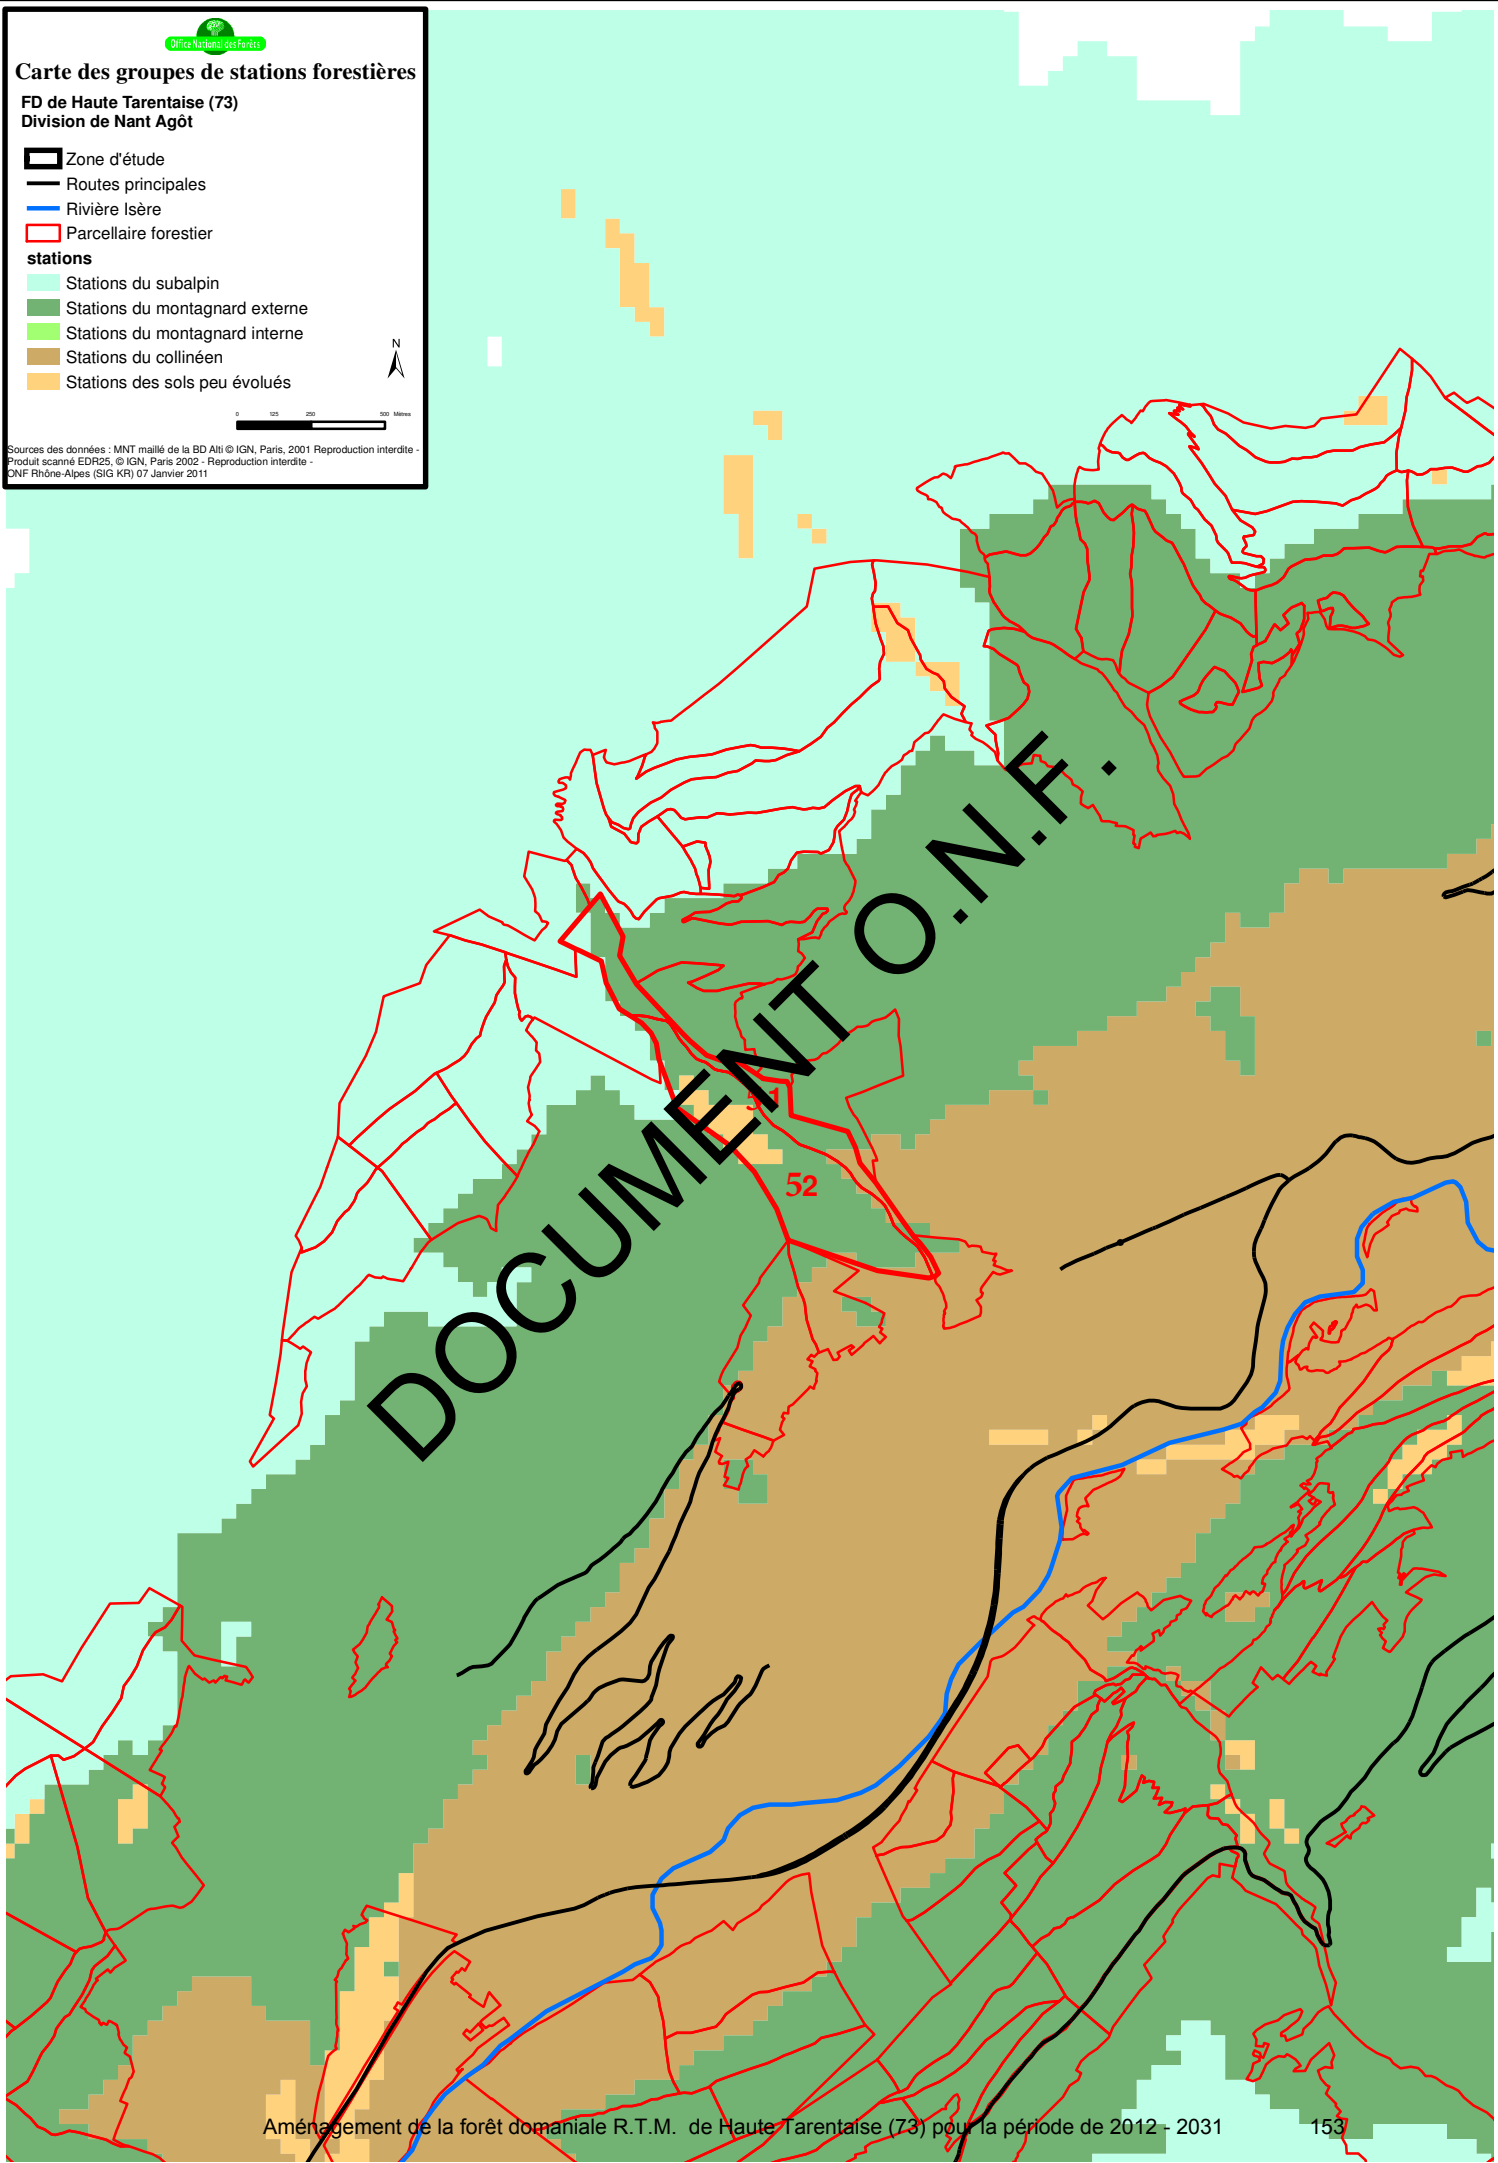 Office National des Forêts
Carte des groupes de stations forestières
FD de Haute Tarentaise (73)
Division de Nant Agôt
Zone d'étude
Routes principales
Rivière Isère
Parcellaire forestier
stations
Stations du subalpin
Stations du montagnard externe
Stations du montagnard interne
Stations du collinéen
Stations des sols peu évolués
N
0 125 250 500 Mètres
Sources des données : MNT maillé de la BD Alti © IGN, Paris, 2001 Reproduction interdite -
Produit scanné EDR25, © IGN, Paris 2002 - Reproduction interdite -
ONF Rhône-Alpes (SIG KR) 07 Janvier 2011
51
52
DOCUMENT O.N.F.
Aménagement de la forêt domaniale R.T.M. de Haute Tarentaise (73) pour la période de 2012 - 2031 153